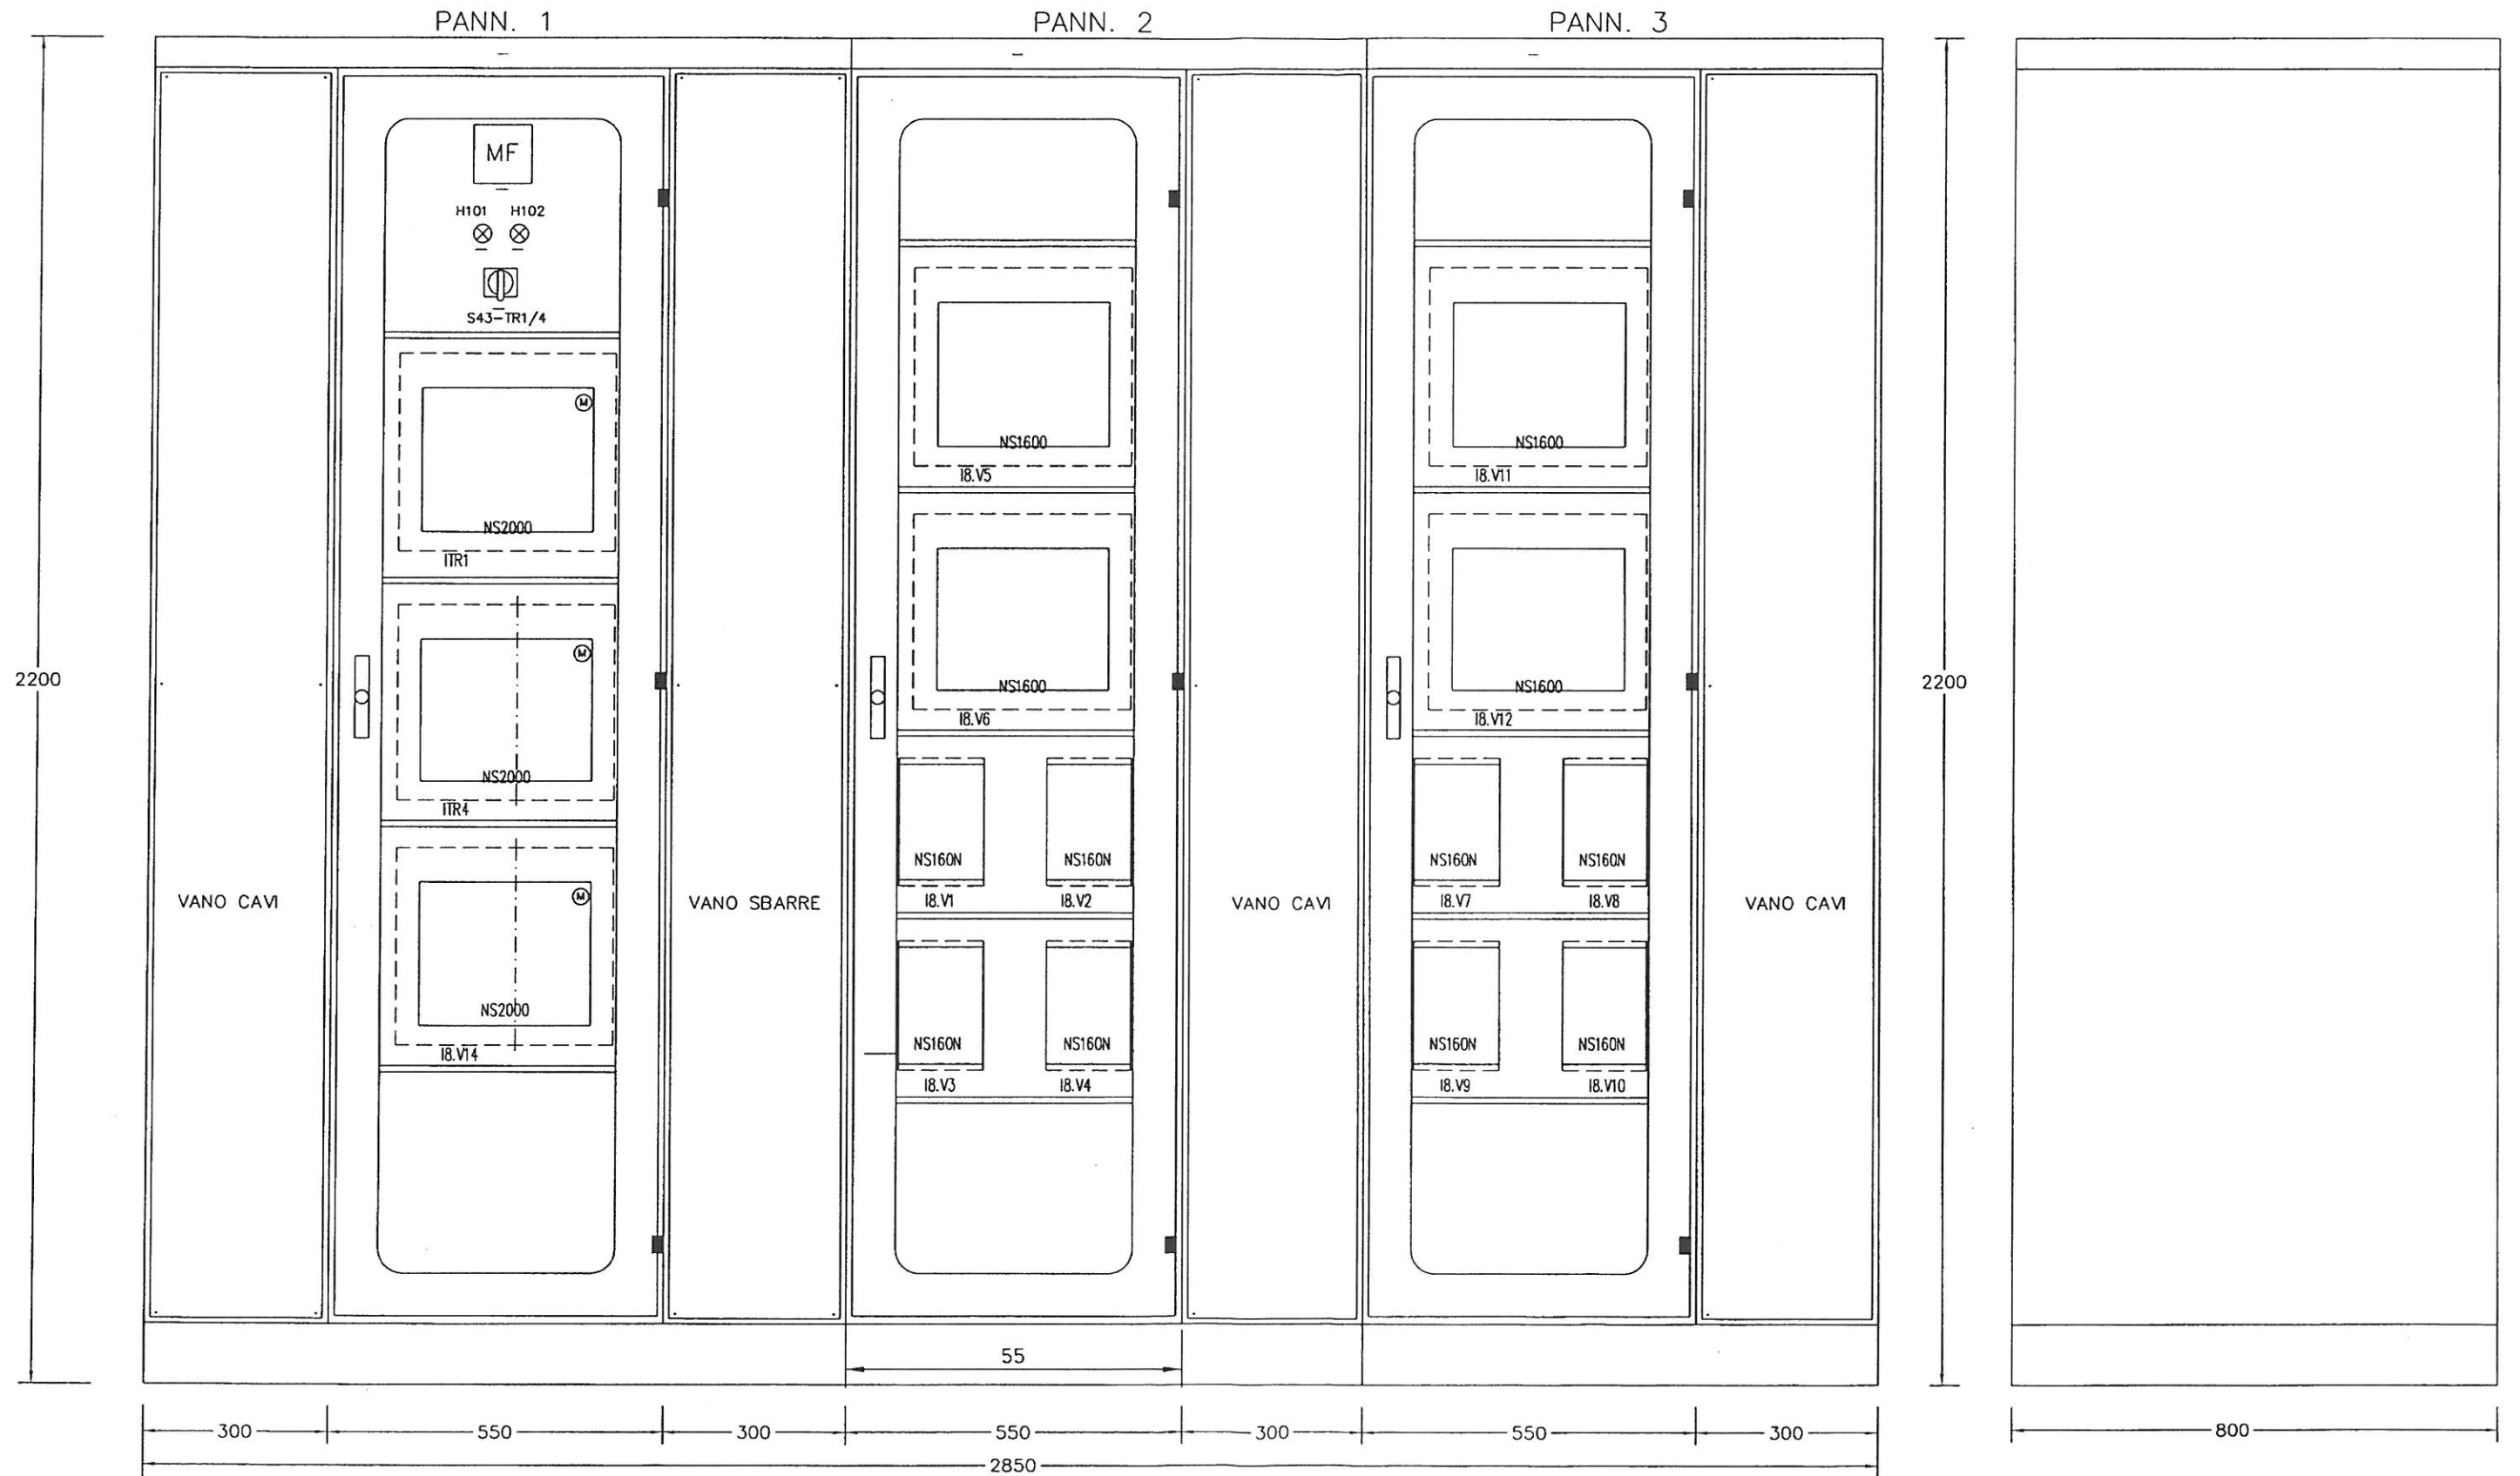 PANN. 1
PANN. 2
PANN. 3
MF
H101 H102
S43-TR1/4
M
NS2000
ITR1
M
NS2000
ITR4
M
NS2000
I8.V14
VANO CAVI
VANO SBARRE
NS1600
I8.V5
NS1600
I8.V6
NS160N NS160N
I8.V1 I8.V2
NS160N NS160N
I8.V3 I8.V4
VANO CAVI
NS1600
I8.V11
NS1600
I8.V12
NS160N NS160N
I8.V7 I8.V8
NS160N NS160N
I8.V9 I8.V10
VANO CAVI
2200
2200
55
300 550 300 550 300 550 300
800
2850